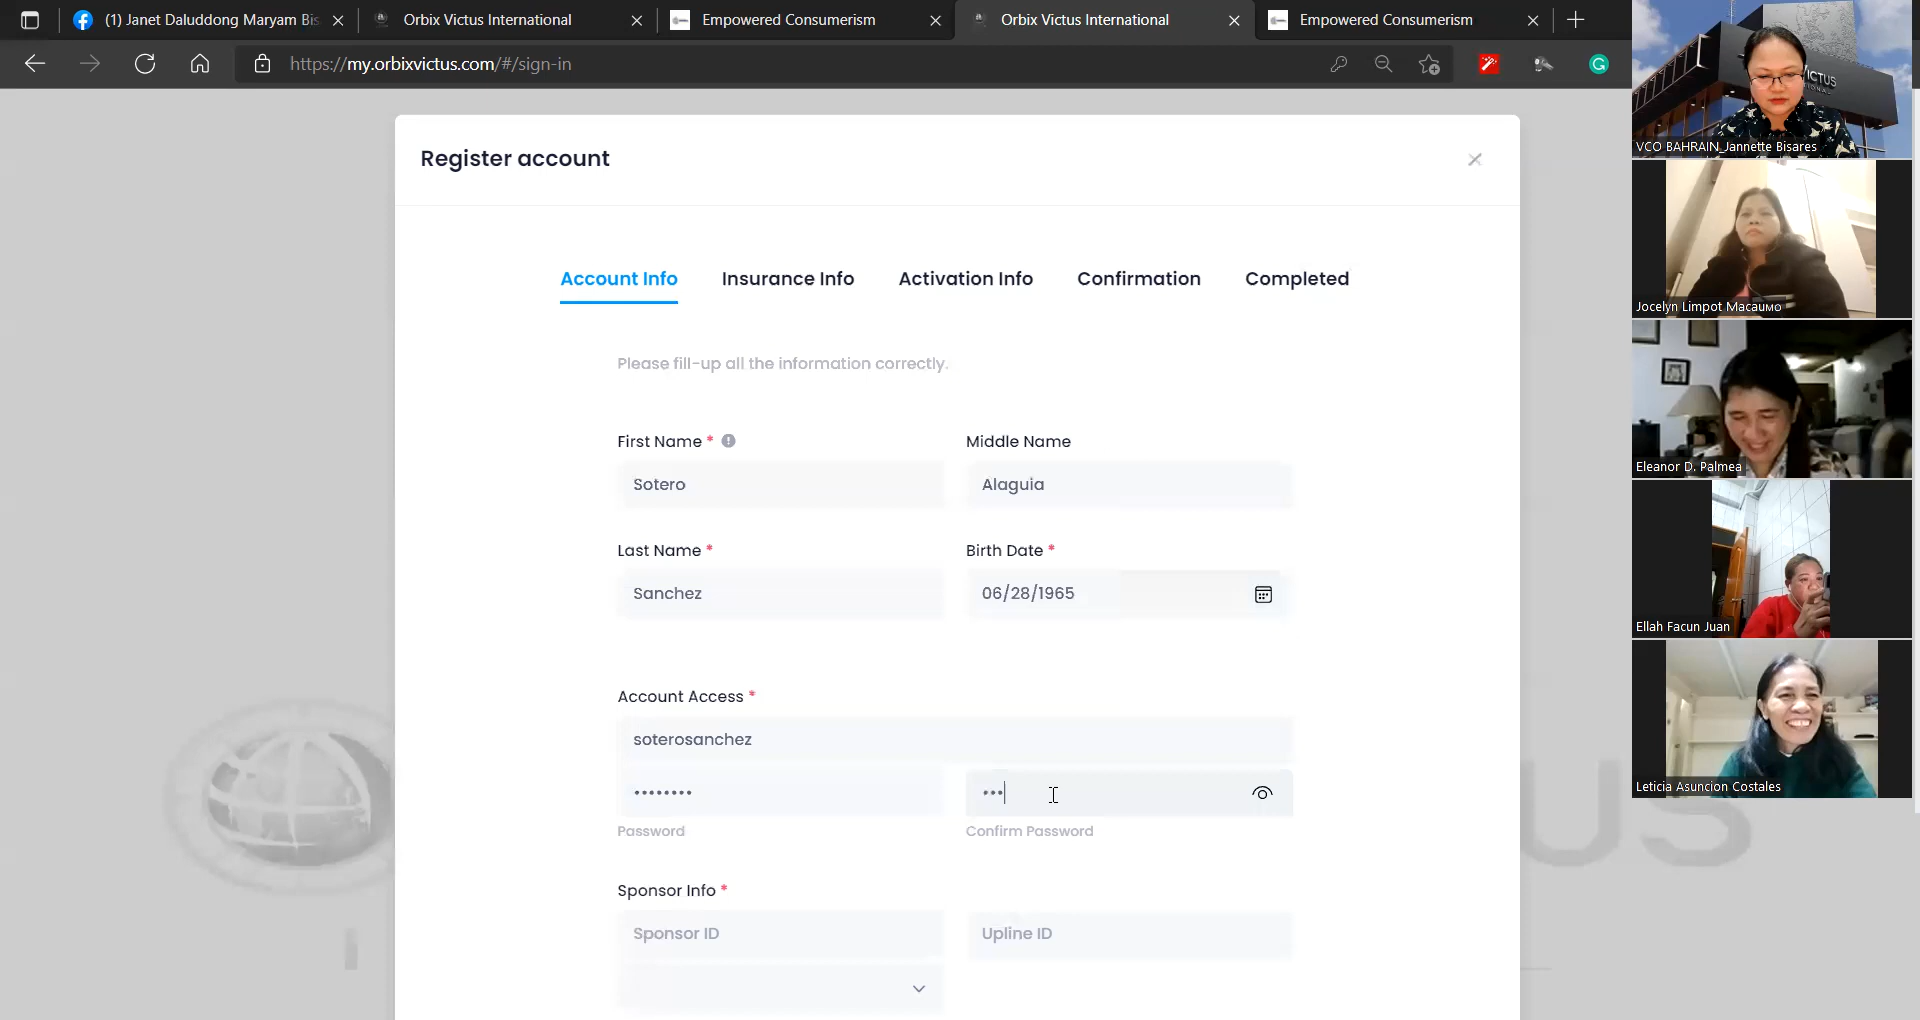 (1) Janet Daluddong Maryam Bis
Orbix Victus International
Empowered Consumerism
Orbix Victus International
Empowered Consumerism
https://my.orbixvictus.com/#/sign-in
Register account
Account Info
Insurance Info
Activation Info
Confirmation
Completed
Please fill-up all the information correctly.
First Name *
Middle Name
Sotero
Alaguia
Last Name *
Birth Date *
Sanchez
06/28/1965
Account Access *
soterosanchez
••••••••
•••
Password
Confirm Password
Sponsor Info *
Sponsor ID
Upline ID
VICTUS
VCO BAHRAIN_Jannette Bisares
Jocelyn Limpot Macaumo
Eleanor D. Palmea
Ellah Facun Juan
Leticia Asuncion Costales
US